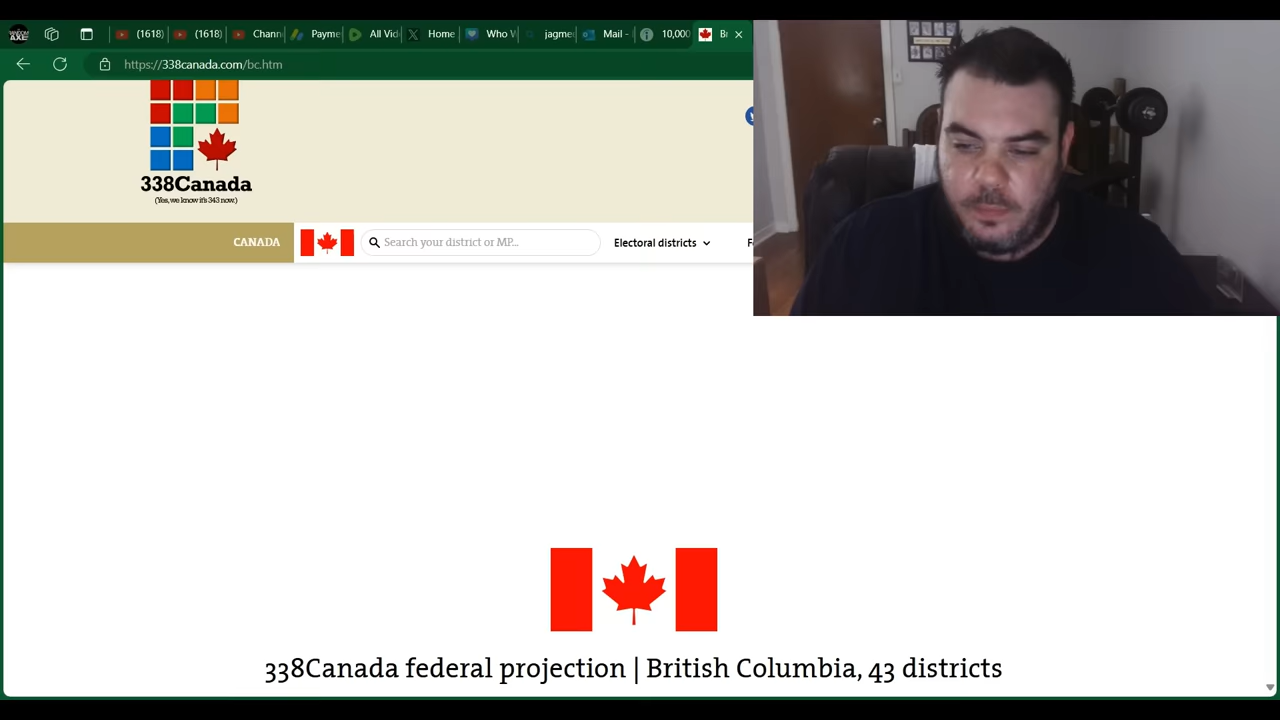 (1618)
(1618)
Chann
Payme
All Vid
Home
Who V
jagme
Mail -
10,000
https://338canada.com/bc.htm
338Canada
(Yes, we know it's 343 now.)
CANADA
Search your district or MP...
Electoral districts
338Canada federal projection | British Columbia, 43 districts